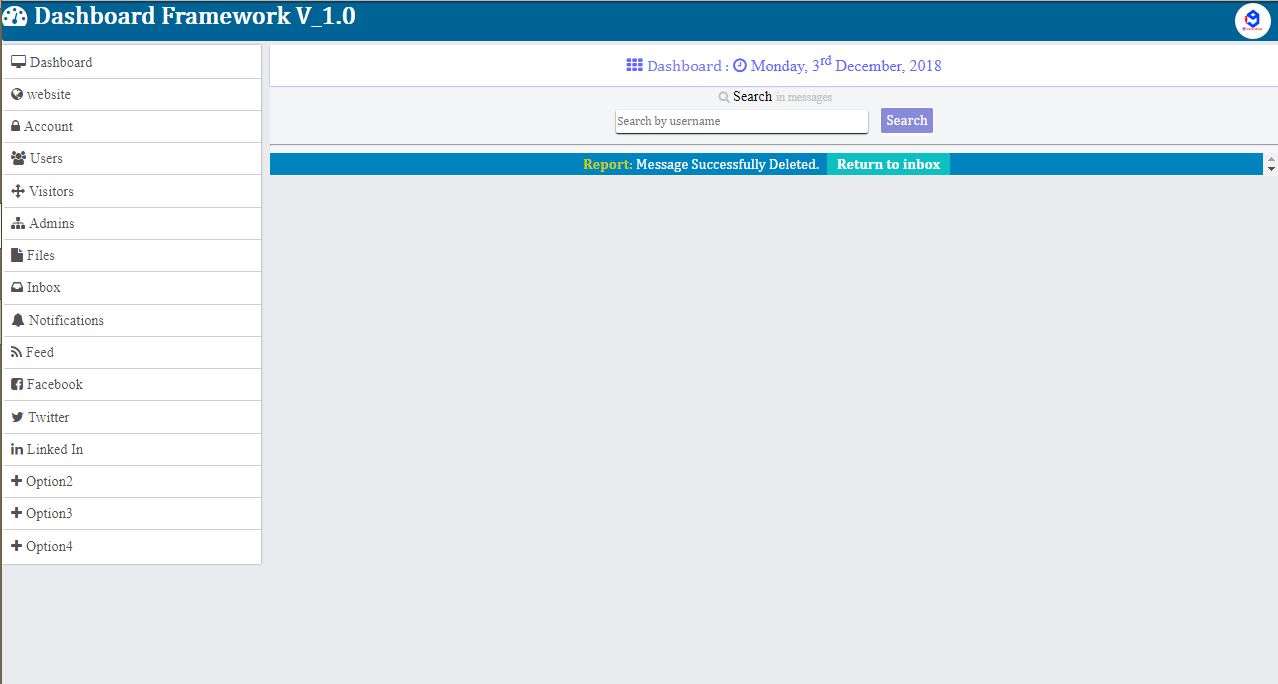 Dashboard Framework V_1.0
Dashboard
website
Account
Users
Visitors
Admins
Files
Inbox
Notifications
Feed
Facebook
Twitter
Linked In
Option2
Option3
Option4
Dashboard : Monday, 3rd December, 2018
Search in messages
Search by username
Search
Report: Message Successfully Deleted. Return to inbox